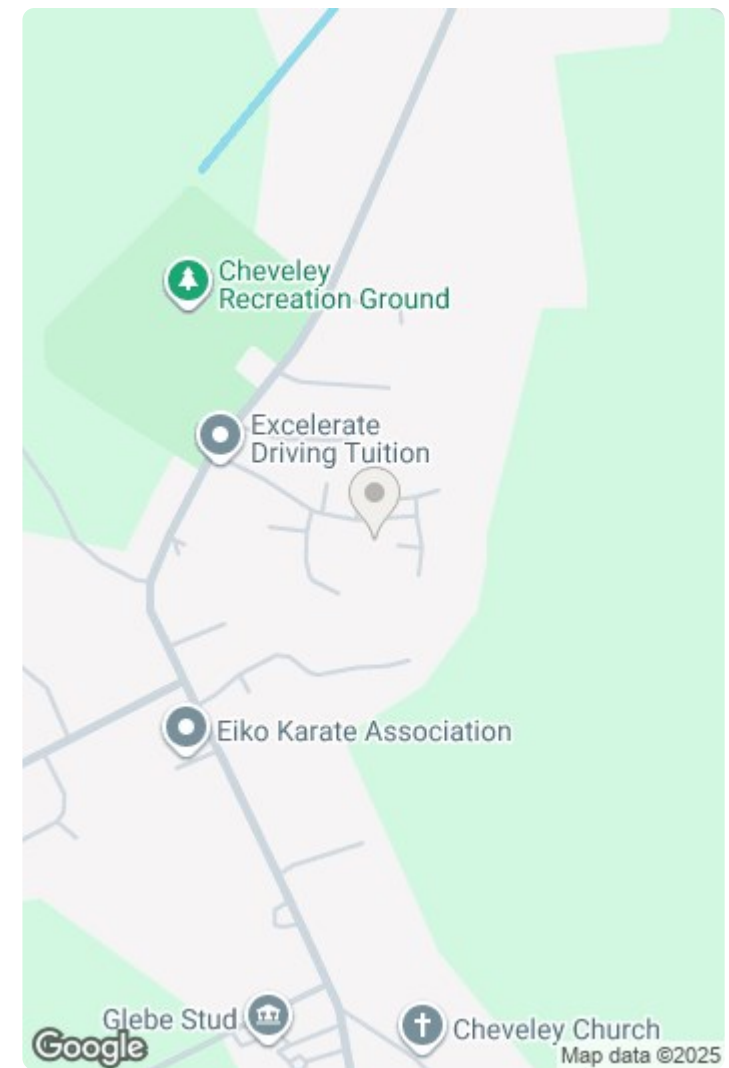 Cheveley
Recreation Ground
Excelerate
Driving Tuition
Eiko Karate Association
Glebe Stud
Cheveley Church
Google
Map data ©2025